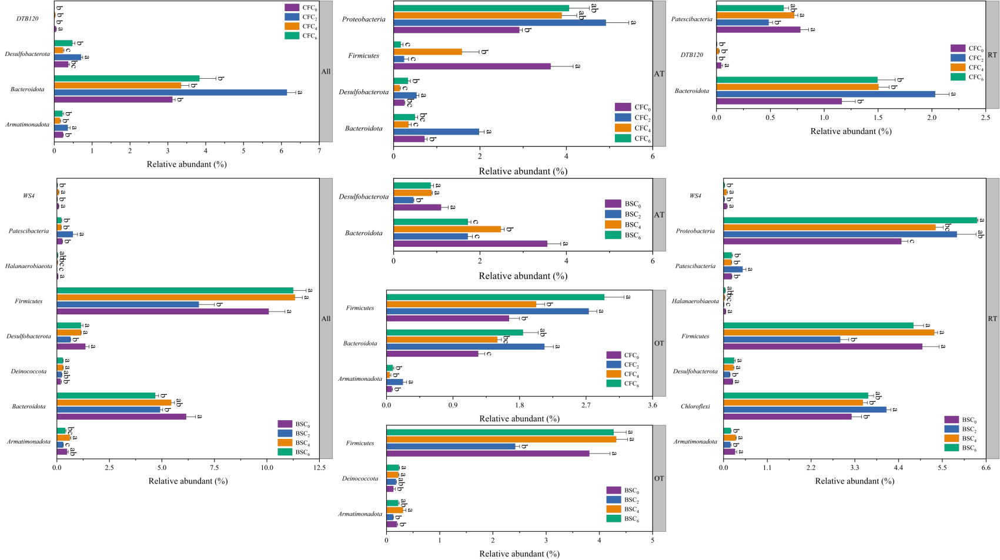 DTB120
b
b
b
a
Desulfobacterota
b
c
a
bc
Bacteroidota
b
b
a
b
Armatimonadota
b
b
a
b
CFC0
CFC2
CFC4
CFC6
All
0 1 2 3 4 5 6 7
Relative abundant (%)
Proteobacteria
ab
ab
a
b
Firmicutes
c
b
c
a
Desulfobacterota
b
c
a
bc
Bacteroidota
bc
c
a
b
CFC0
CFC2
CFC4
CFC6
AT
0 2 4 6
Relative abundant (%)
Patescibacteria
ab
a
b
a
DTB120
b
b
b
a
Bacteroidota
b
b
a
b
CFC0
CFC2
CFC4
CFC6
RT
0.0 0.5 1.0 1.5 2.0 2.5
Relative abundant (%)
WS4
b
a
b
a
Patescibacteria
b
b
a
b
Halanaerobiaeota
ab
bc
c
a
Firmicutes
a
a
b
a
Desulfobacterota
a
a
b
a
Deinococcota
a
a
ab
b
Bacteroidota
b
ab
b
a
Armatimonadota
bc
a
c
ab
BSC0
BSC2
BSC4
BSC6
All
0.0 2.5 5.0 7.5 10.0 12.5
Relative abundant (%)
Desulfobacterota
a
a
b
a
Bacteroidota
c
b
c
a
BSC0
BSC2
BSC4
BSC6
AT
0 2 4 6
Relative abundant (%)
Firmicutes
a
b
a
b
Bacteroidota
ab
bc
a
c
Armatimonadota
b
b
a
b
CFC0
CFC2
CFC4
CFC6
OT
0.0 0.9 1.8 2.7 3.6
Relative abundant (%)
Firmicutes
a
a
b
a
Deinococcota
a
a
ab
b
Armatimonadota
ab
a
b
b
BSC0
BSC2
BSC4
BSC6
OT
0 1 2 3 4 5
Relative abundant (%)
WS4
b
a
b
a
Proteobacteria
a
bc
ab
c
Patescibacteria
b
b
a
b
Halanaerobiaeota
ab
bc
c
a
Firmicutes
a
a
b
a
Desulfobacterota
a
a
b
a
Chloroflexi
ab
b
a
b
Armatimonadota
b
a
b
a
BSC0
BSC2
BSC4
BSC6
RT
0.0 1.1 2.2 3.3 4.4 5.5 6.6
Relative abundant (%)